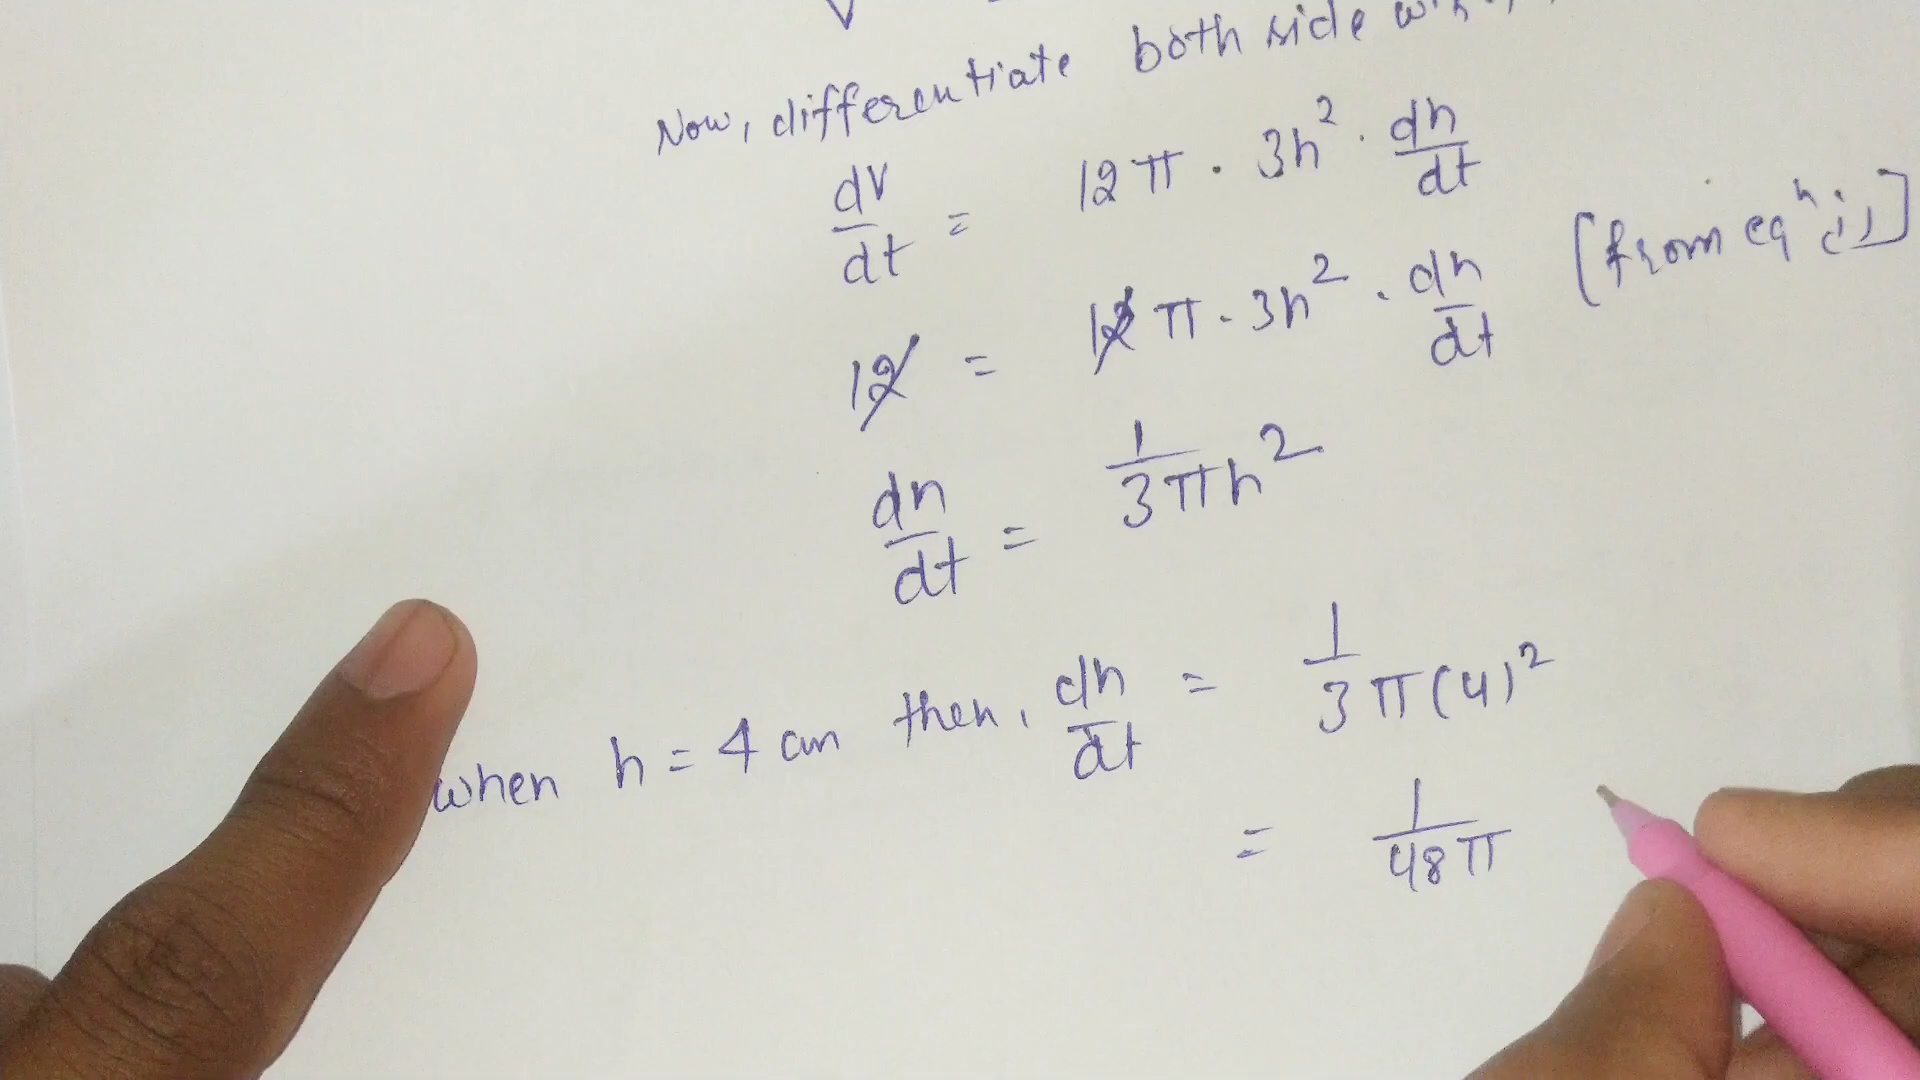 Now, differentiate both side
dv/dt = 12π · 3h² · dh/dt
12 = 12π · 3h² · dh/dt [from eqⁿ i)]
dh/dt = 1/3πh²
when h = 4 cm then, dh/dt = 1/3π(4)²
= 1/48π